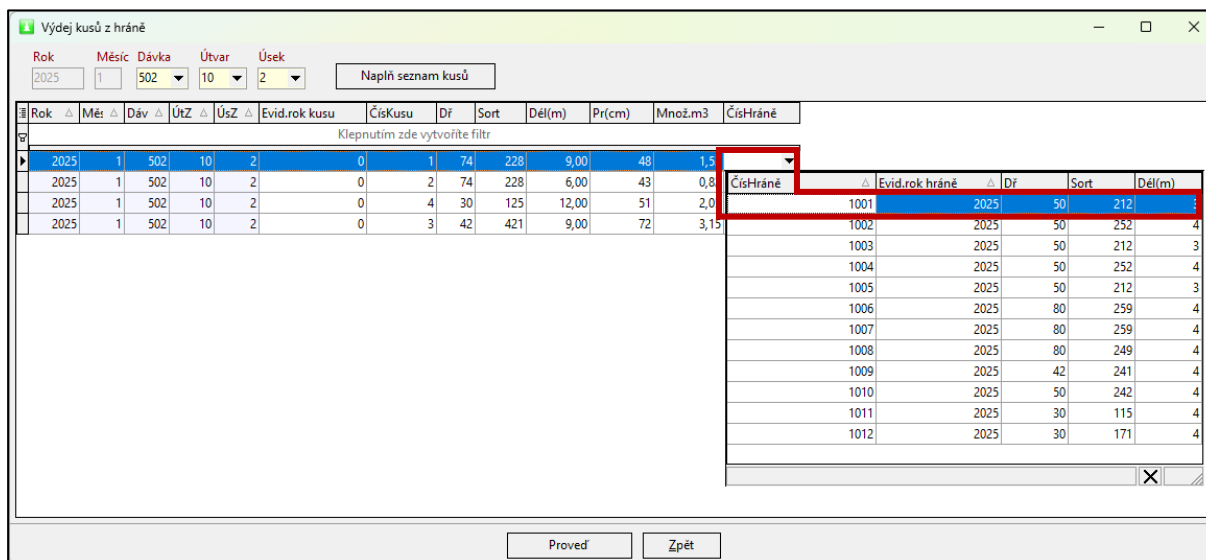 Výdej kusů z hráně
Rok Měsíc Dávka Útvar Úsek
2025 1 502 10 2 Naplň seznam kusů
Rok Měs Dáv ÚtZ ÚsZ Evid.rok kusu ČísKusu Dř Sort Dél(m) Pr(cm) Množ.m3 ČísHráně
Klepnutím zde vytvoříte filtr
2025 1 502 10 2 0 1 74 228 9,00 48 1,5
2025 1 502 10 2 0 2 74 228 6,00 43 0,8
2025 1 502 10 2 0 4 30 125 12,00 51 2,0
2025 1 502 10 2 0 3 42 421 9,00 72 3,15
ČísHráně Evid.rok hráně Dř Sort Dél(m)
1001 2025 50 212 3
1002 2025 50 252 4
1003 2025 50 212 3
1004 2025 50 252 4
1005 2025 50 212 3
1006 2025 80 259 4
1007 2025 80 259 4
1008 2025 80 249 4
1009 2025 42 241 4
1010 2025 50 242 4
1011 2025 30 115 4
1012 2025 30 171 4
Proveď Zpět